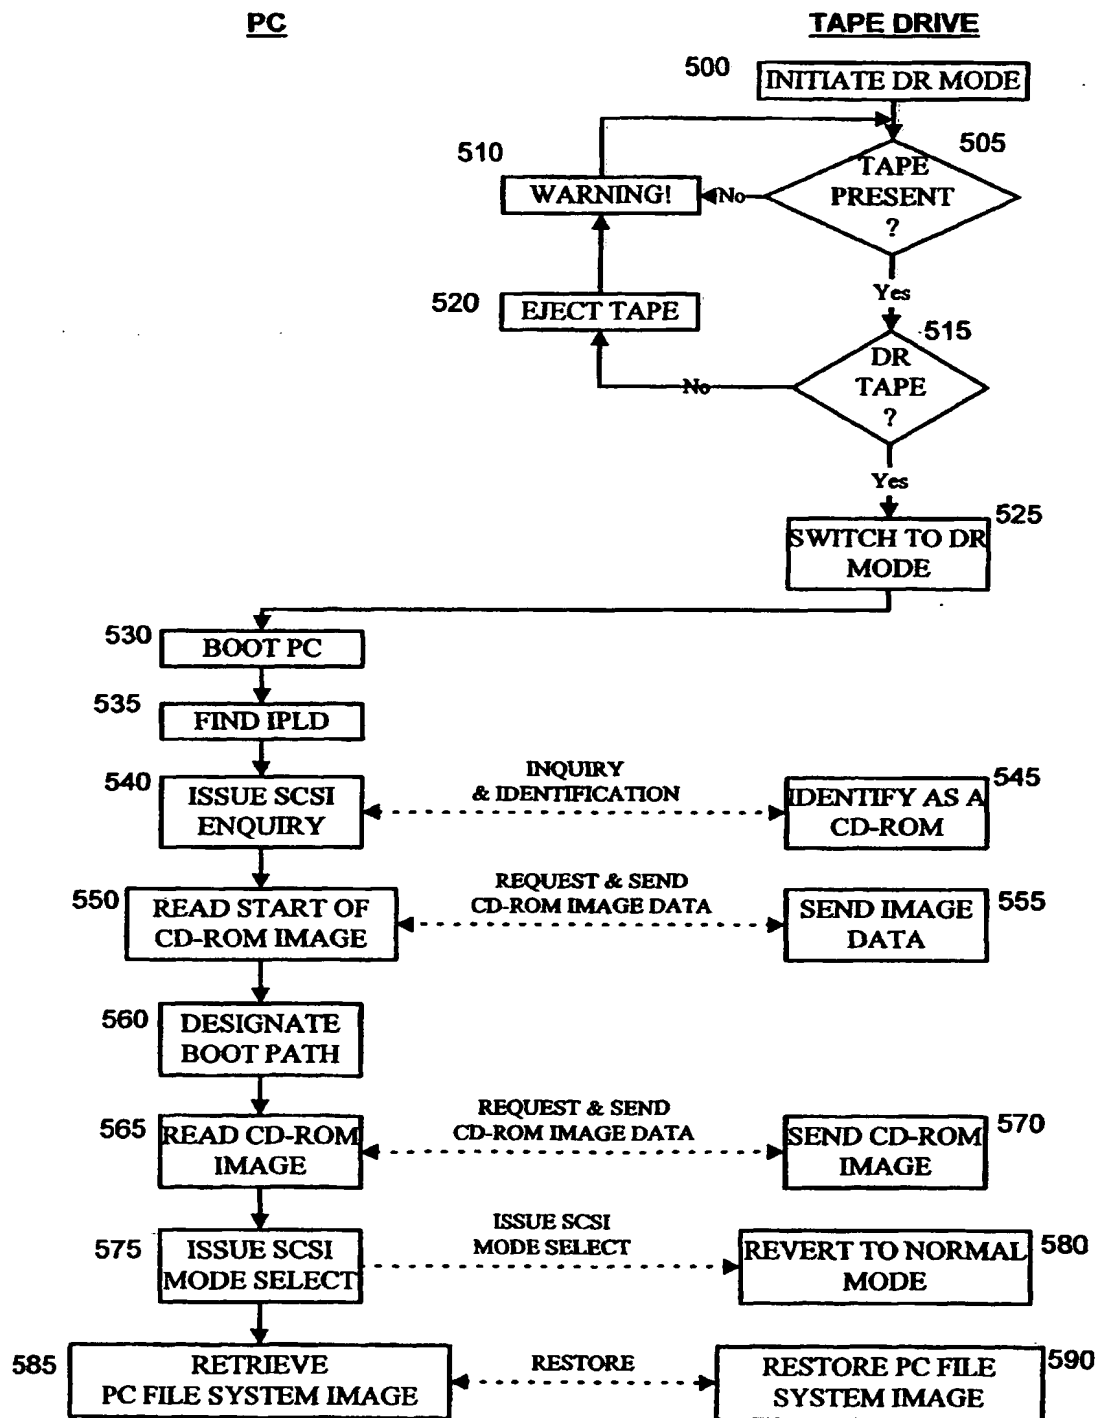 PC
TAPE DRIVE
500
INITIATE DR MODE
505
TAPE
PRESENT
?
510
WARNING!
No
Yes
520
EJECT TAPE
515
DR
TAPE
?
No
Yes
525
SWITCH TO DR
MODE
530
BOOT PC
535
FIND IPLD
540
ISSUE SCSI
ENQUIRY
INQUIRY
& IDENTIFICATION
545
IDENTIFY AS A
CD-ROM
550
READ START OF
CD-ROM IMAGE
REQUEST & SEND
CD-ROM IMAGE DATA
555
SEND IMAGE
DATA
560
DESIGNATE
BOOT PATH
565
READ CD-ROM
IMAGE
REQUEST & SEND
CD-ROM IMAGE DATA
570
SEND CD-ROM
IMAGE
575
ISSUE SCSI
MODE SELECT
ISSUE SCSI
MODE SELECT
580
REVERT TO NORMAL
MODE
585
RETRIEVE
PC FILE SYSTEM IMAGE
RESTORE
590
RESTORE PC FILE
SYSTEM IMAGE